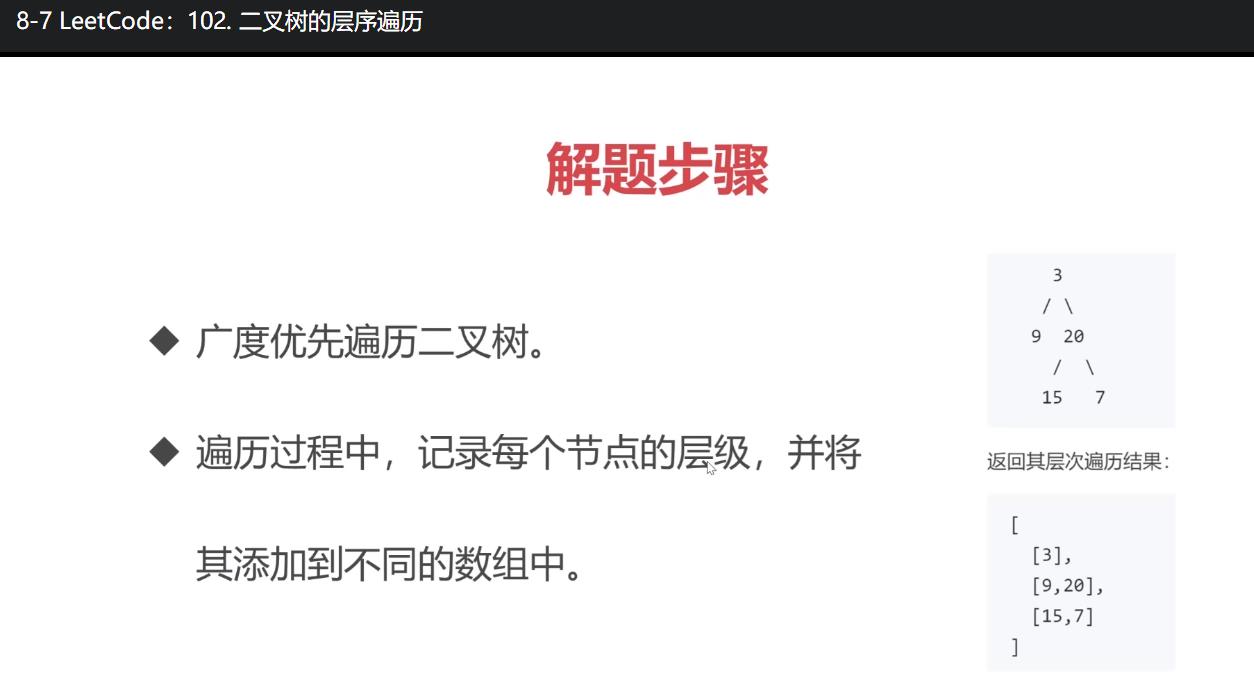 8-7 LeetCode：102. 二叉树的层序遍历
解题步骤
◆ 广度优先遍历二叉树。
◆ 遍历过程中，记录每个节点的层级，并将
其添加到不同的数组中。
3
/ \
9 20
/ \
15 7
返回其层次遍历结果：
[
[3],
[9,20],
[15,7]
]